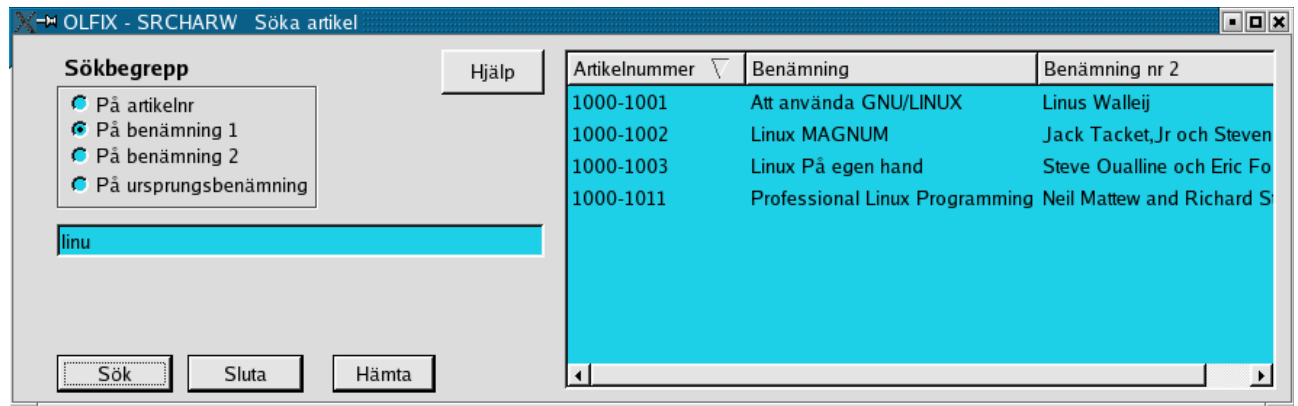 OLFIX - SRCHARW Söka artikel
Sökbegrepp
Hjälp
På artikelnr
På benämning 1
På benämning 2
På ursprungsbenämning
linu
Sök Sluta Hämta
Artikelnummer Benämning Benämning nr 2
1000-1001 Att använda GNU/LINUX Linus Walleij
1000-1002 Linux MAGNUM Jack Tacket,Jr och Steven
1000-1003 Linux På egen hand Steve Oualline och Eric Fo
1000-1011 Professional Linux Programming Neil Mattew and Richard S